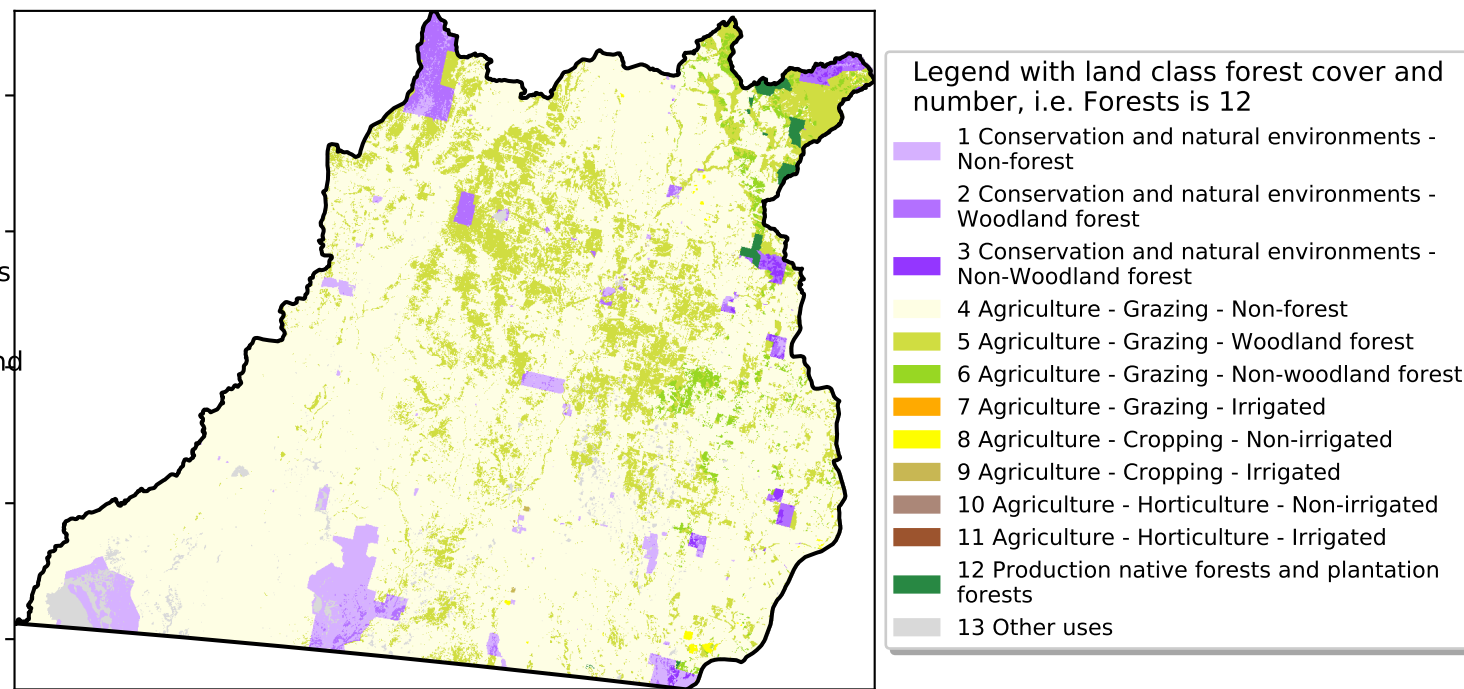 s
nd
Legend with land class forest cover and
number, i.e. Forests is 12
1 Conservation and natural environments -
Non-forest
2 Conservation and natural environments -
Woodland forest
3 Conservation and natural environments -
Non-Woodland forest
4 Agriculture - Grazing - Non-forest
5 Agriculture - Grazing - Woodland forest
6 Agriculture - Grazing - Non-woodland forest
7 Agriculture - Grazing - Irrigated
8 Agriculture - Cropping - Non-irrigated
9 Agriculture - Cropping - Irrigated
10 Agriculture - Horticulture - Non-irrigated
11 Agriculture - Horticulture - Irrigated
12 Production native forests and plantation
forests
13 Other uses